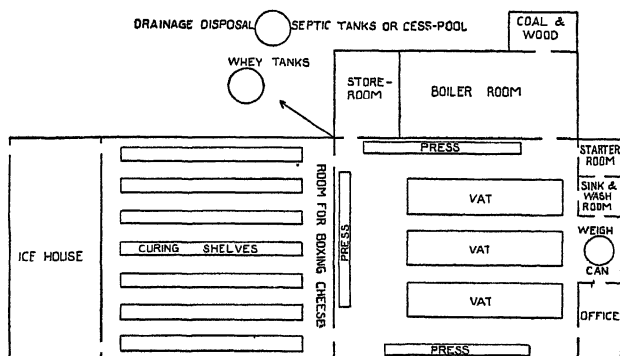 DRAINAGE DISPOSAL
SEPTIC TANKS OR CESS-POOL
COAL &
WOOD
WHEY TANKS
STORE-
ROOM
BOILER ROOM
PRESS
STARTER
ROOM
SINK &
WASH
ROOM
VAT
ROOM FOR BOXING CHEESE
PRESS
ICE HOUSE
CURING SHELVES
VAT
WEIGH
CAN
VAT
OFFICE
PRESS